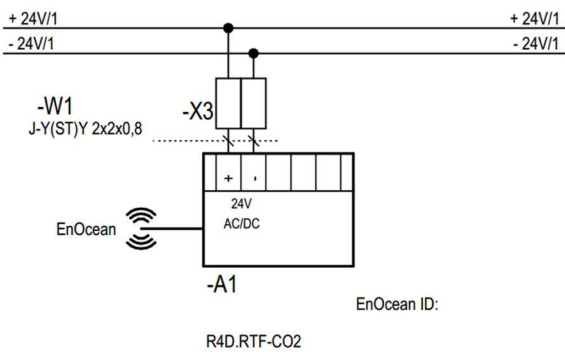 + 24V/1 + 24V/1
- 24V/1 - 24V/1
-W1
J-Y(ST)Y 2x2x0,8
-X3
+ -
24V
AC/DC
EnOcean
-A1
EnOcean ID:
R4D.RTF-CO2